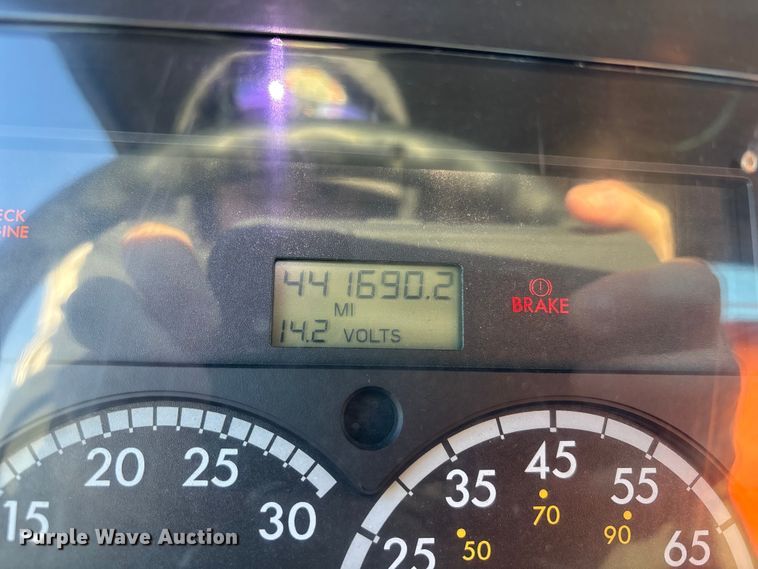 ECK
GINE
441690.2
MI
14.2 VOLTS
BRAKE
15 20 25 30
25 35 45 55 65
50 70 90
Purple Wave Auction